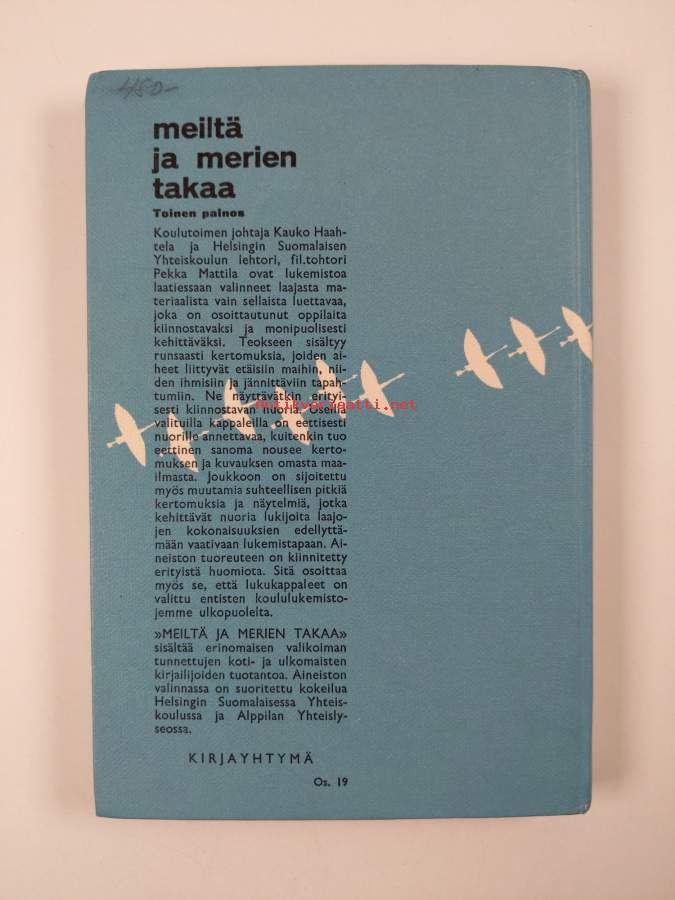 450-
meiltä
ja merien
takaa
Toinen painos
Koulutoimen johtaja Kauko Haah-
tela ja Helsingin Suomalaisen
Yhteiskoulun lehtori, fil.tohtori
Pekka Mattila ovat lukemistoa
laatiessaan valinneet laajasta ma-
teriaalista vain sellaista luettavaa,
joka on osoittautunut oppilaita
kiinnostavaksi ja monipuolisesti
kehittäväksi. Teokseen sisältyy
runsaasti kertomuksia, joiden ai-
heet liittyvät etäisiin maihin, nii-
den ihmisiin ja jännittäviin tapah-
tumiin. Ne näyttävätkin erityi-
sesti kiinnostavan nuoria. Useilla
valituilla kappaleilla on eettisesti
nuorille annettavaa, kuitenkin tuo
eettinen sanoma nousee kerto-
muksen ja kuvauksen omasta maa-
ilmasta. Joukkoon on sijoitettu
myös muutamia suhteellisen pitkiä
kertomuksia ja näytelmiä, jotka
kehittävät nuoria lukijoita laajo-
jen kokonaisuuksien edellyttä-
mään vaativaan lukemistapaan. Ai-
neiston tuoreuteen on kiinnitetty
erityistä huomiota. Sitä osoittaa
myös se, että lukukappaleet on
valittu entisten koululukemisto-
jemme ulkopuolelta.
»MEILTÄ JA MERIEN TAKAA»
sisältää erinomaisen valikoiman
tunnettujen koti- ja ulkomaisten
kirjailijoiden tuotantoa. Aineiston
valinnassa on suoritettu kokeilua
Helsingin Suomalaisessa Yhteis-
koulussa ja Alppilan Yhteisly-
seossa.
KIRJAYHTYMÄ
Os. 19
Antikvariaatti.net